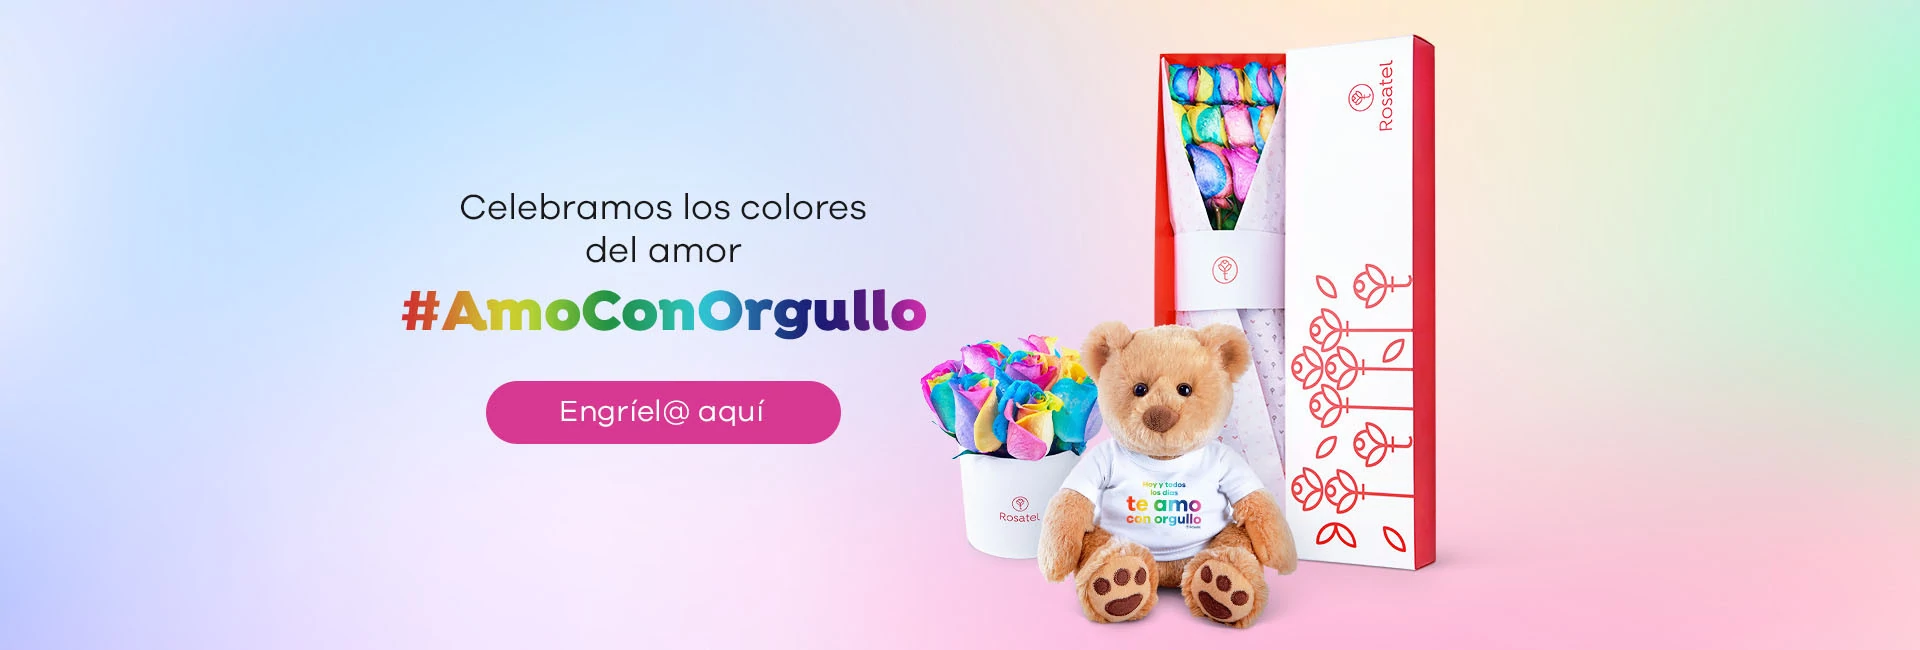 Celebramos los colores
del amor
#AmoConOrgullo
Engríel@ aquí
Rosatel
Rosatel
Hoy y todos
los días
te amo
con orgullo